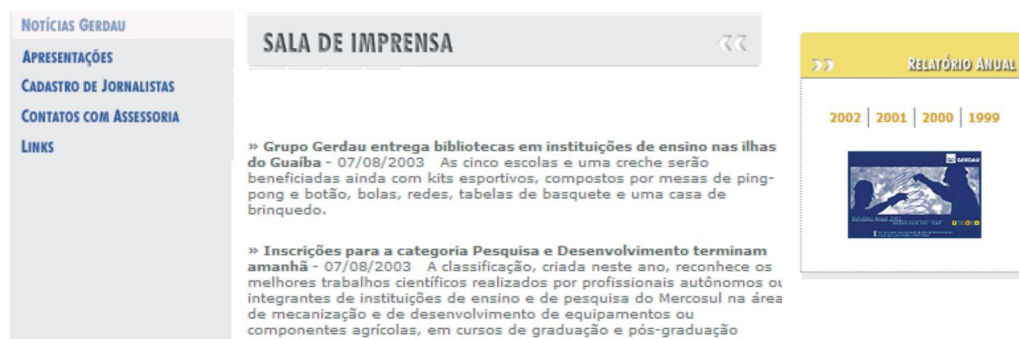 NOTÍCIAS GERDAU
APRESENTAÇÕES
CADASTRO DE JORNALISTAS
CONTATOS COM ASSESSORIA
LINKS
SALA DE IMPRENSA
» Grupo Gerdau entrega bibliotecas em instituições de ensino nas ilhas
do Guaíba - 07/08/2003 As cinco escolas e uma creche serão
beneficiadas ainda com kits esportivos, compostos por mesas de ping-
pong e botão, bolas, redes, tabelas de basquete e uma casa de
brinquedo.
» Inscrições para a categoria Pesquisa e Desenvolvimento terminam
amanhã - 07/08/2003 A classificação, criada neste ano, reconhece os
melhores trabalhos científicos realizados por profissionais autônomos ou
integrantes de instituições de ensino e de pesquisa do Mercosul na área
de mecanização e de desenvolvimento de equipamentos ou
componentes agrícolas, em cursos de graduação e pós-graduação
RELATÓRIO ANUAL
2002 | 2001 | 2000 | 1999
GERDAU